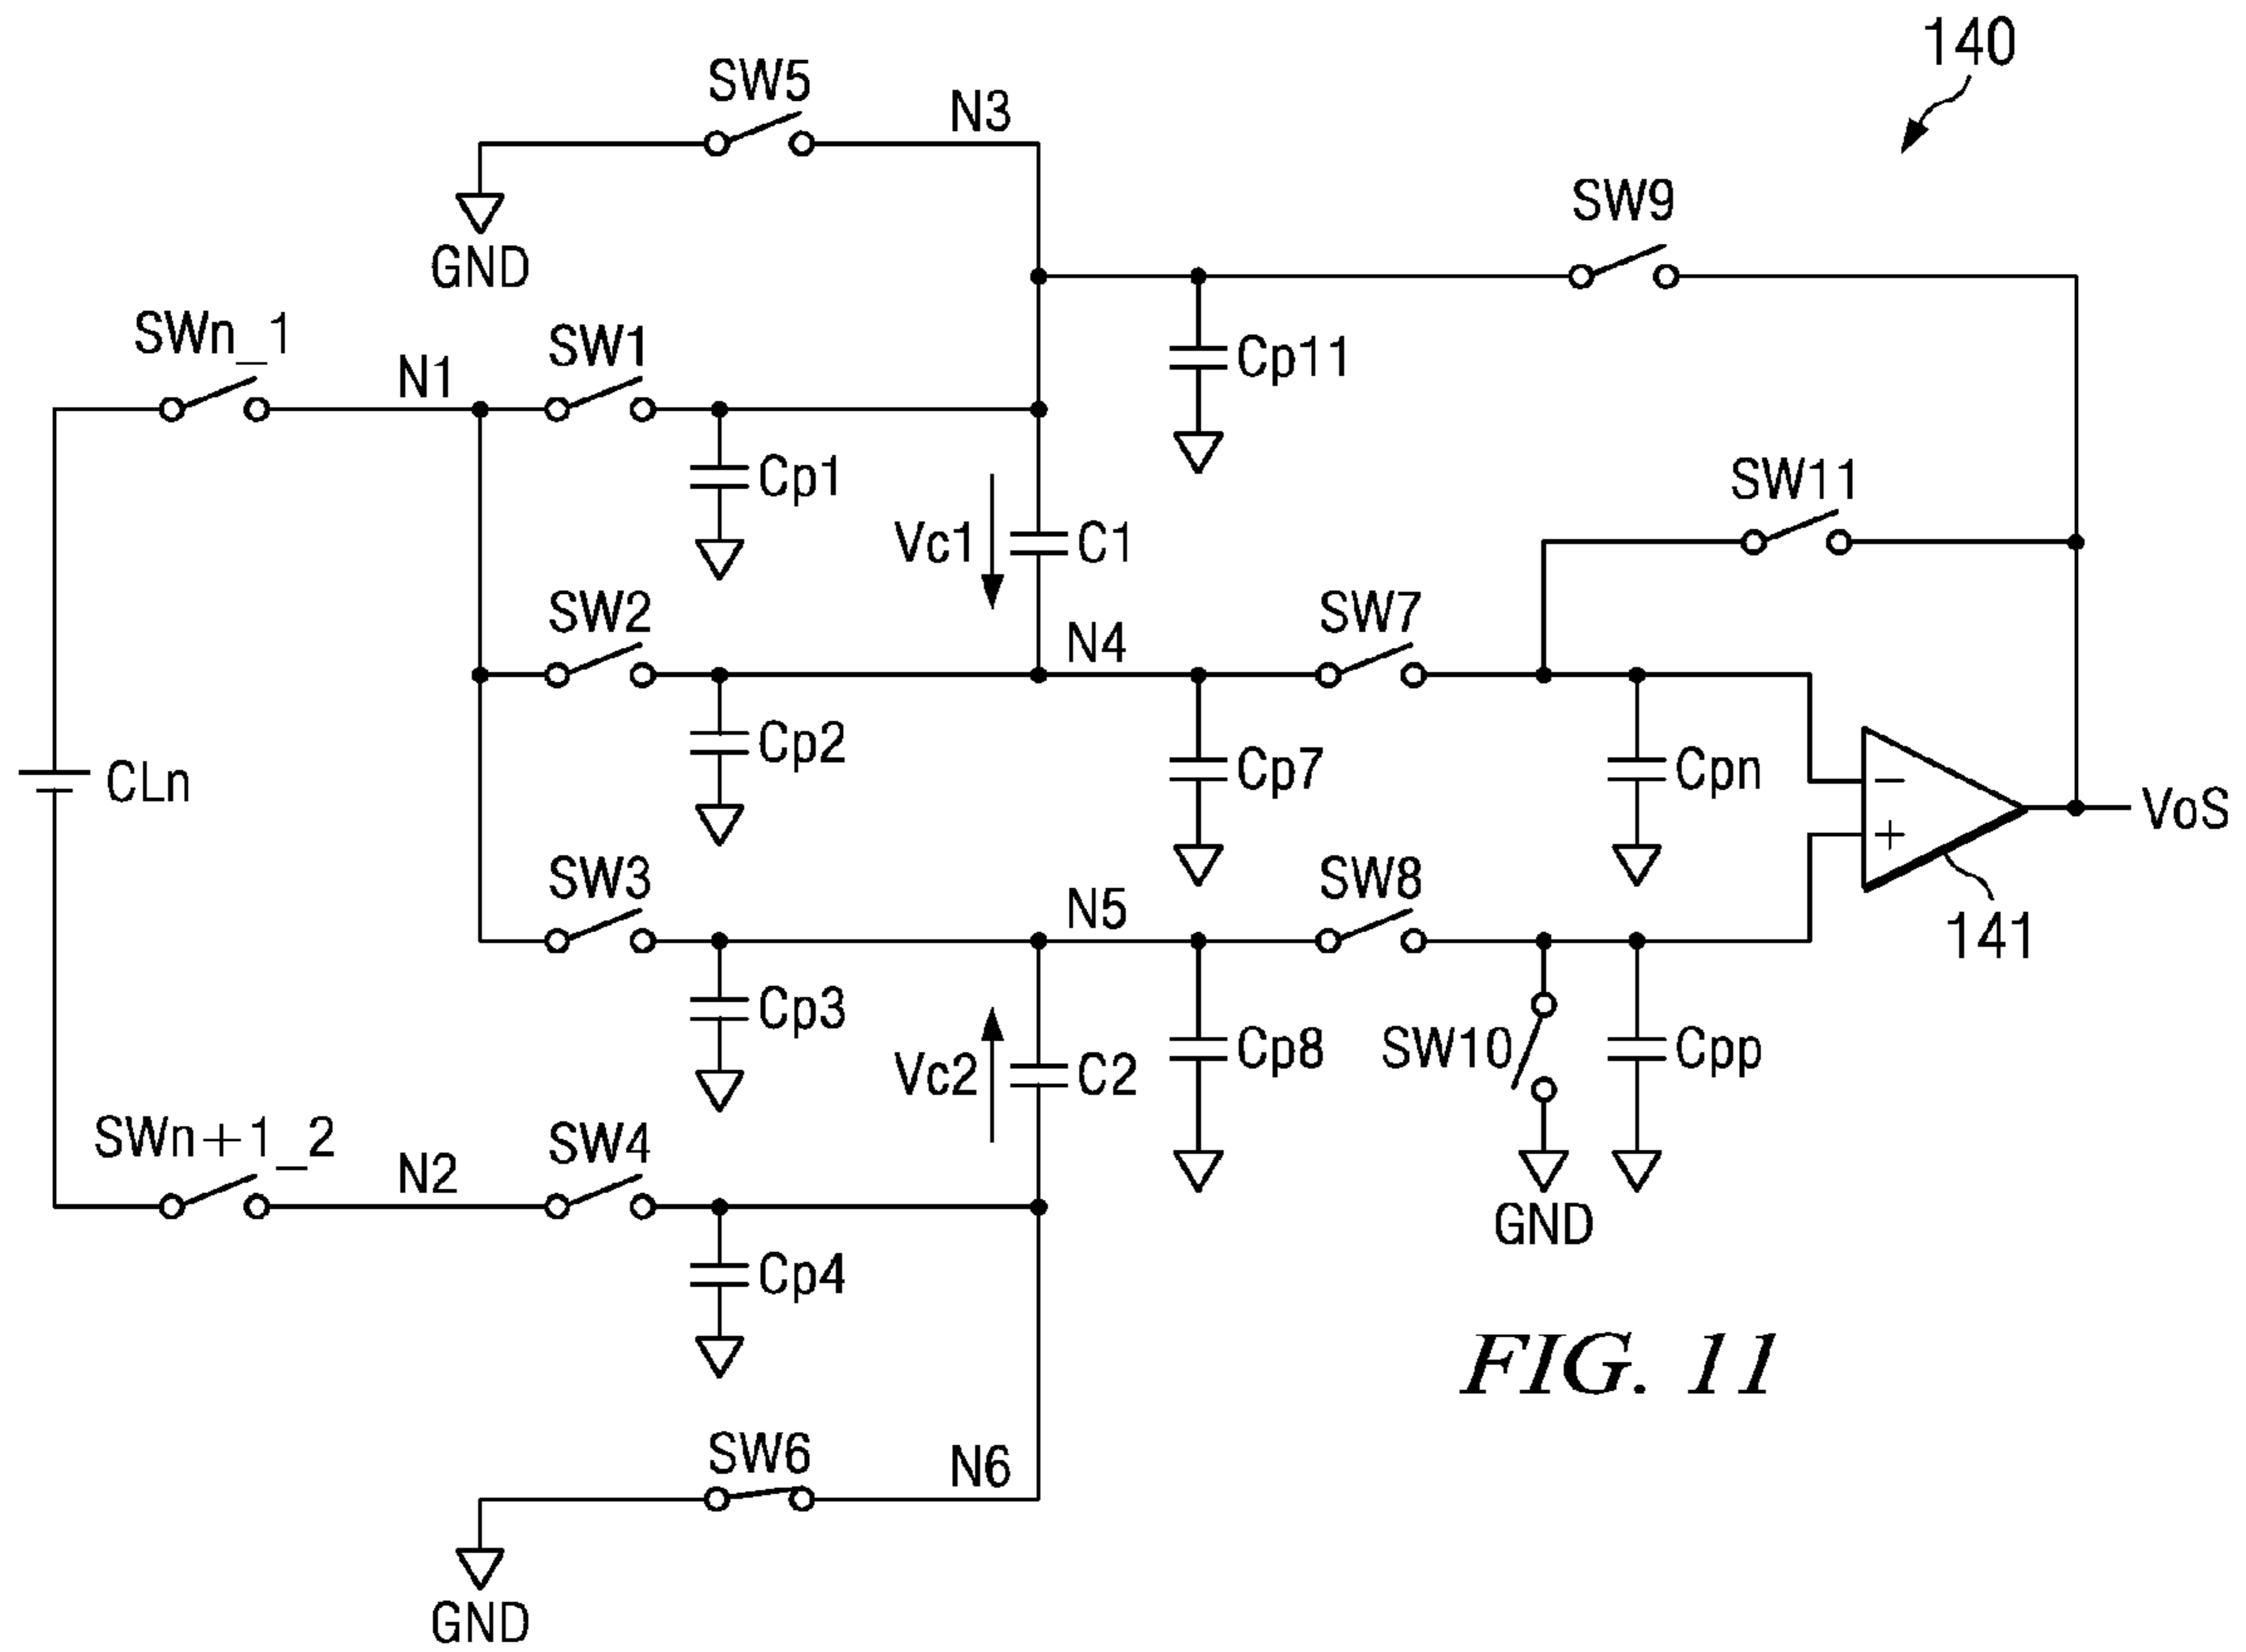 140
SW5
N3
GND
SW9
SWn_1
N1
SW1
Cp11
Cp1
SW11
Vc1
C1
SW2
N4
SW7
Cp2
Cp7
Cpn
CLn
VoS
SW3
N5
SW8
141
Cp3
Vc2
C2
Cp8
SW10
Cpp
SWn+1_2
N2
SW4
GND
Cp4
FIG. 11
SW6
N6
GND
−
+